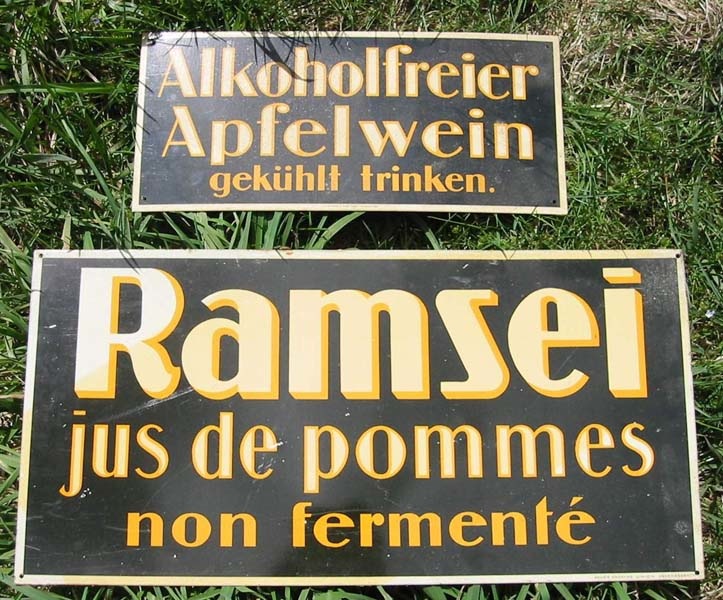 Alkoholfreier
Apfelwein
gekühlt trinken.
Ramsei
jus de pommes
non fermenté